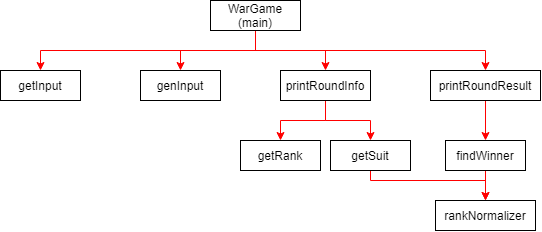 WarGame
(main)
getInput
genInput
printRoundInfo
printRoundResult
getRank
getSuit
findWinner
rankNormalizer